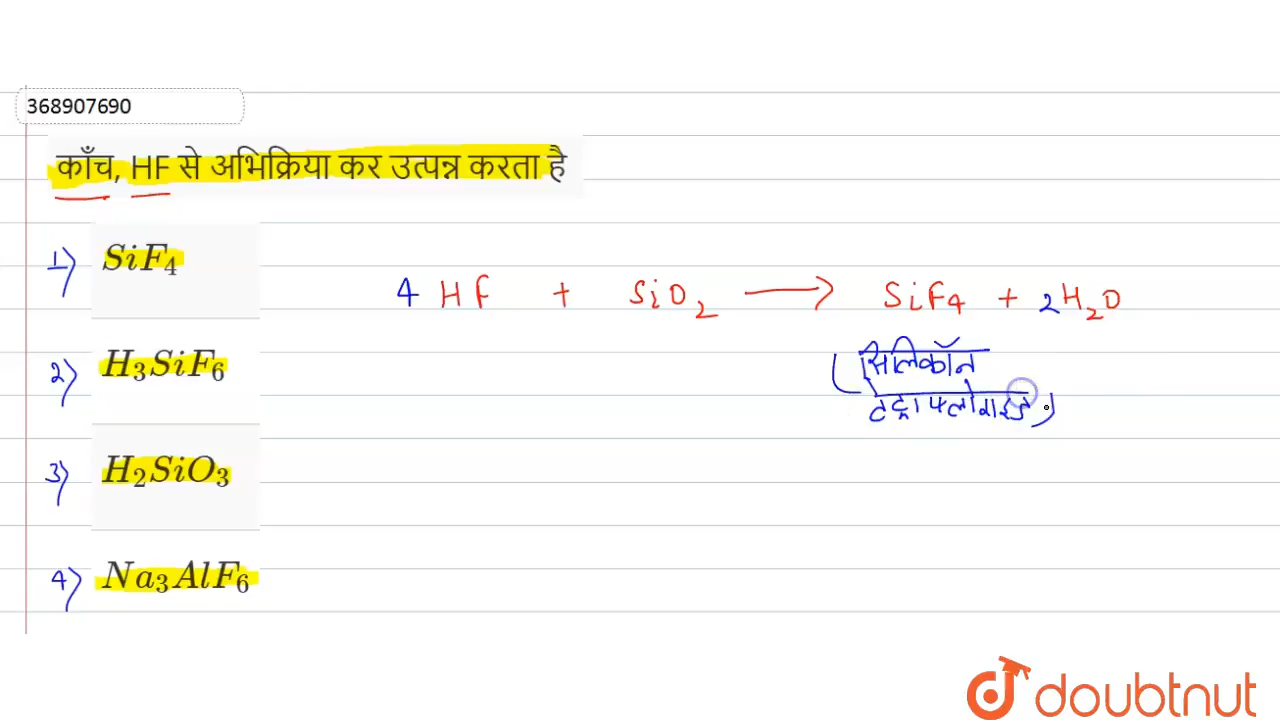 368907690
काँच, HF से अभिक्रिया कर उत्पन्न करता है
1) SiF₄
4 HF + SiO₂ ⟶ SiF₄ + 2H₂O
(सिलिकॉन
टेट्रा फ्लोराइड)
2) H₃SiF₆
3) H₂SiO₃
4) Na₃AlF₆
doubtnut